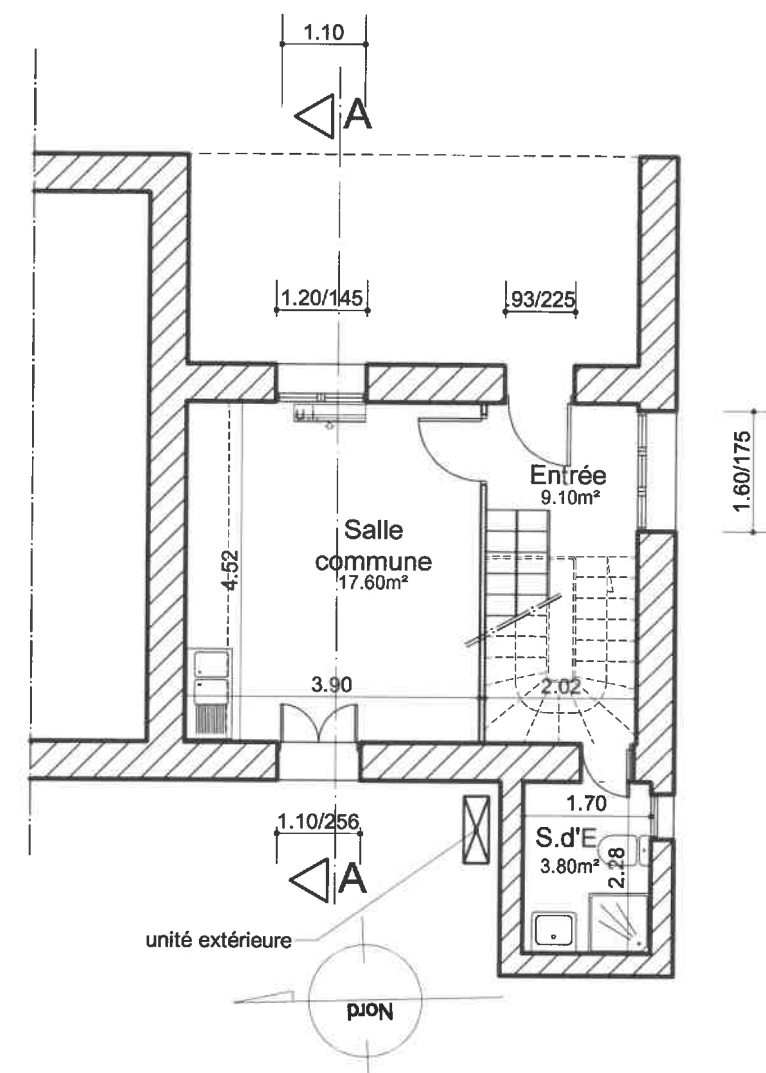 1.10
A
1.20/145
.93/225
u.i.
1.60/175
Entrée
9.10m²
Salle
commune
17.60m²
4.52
3.90
2.02
1.10/256
1.70
S.d'E
3.80m²
2.28
A
unité extérieure
Nord